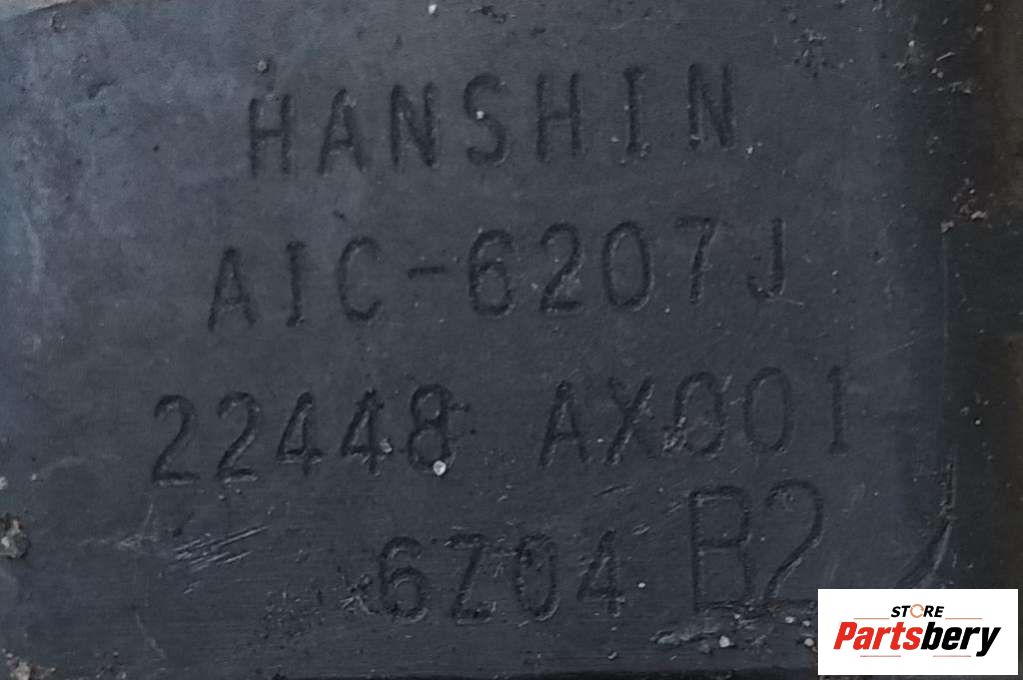 HANSHIN
AIC-6207J
22448 AX001
6Z04 B2
STORE
Partsbery